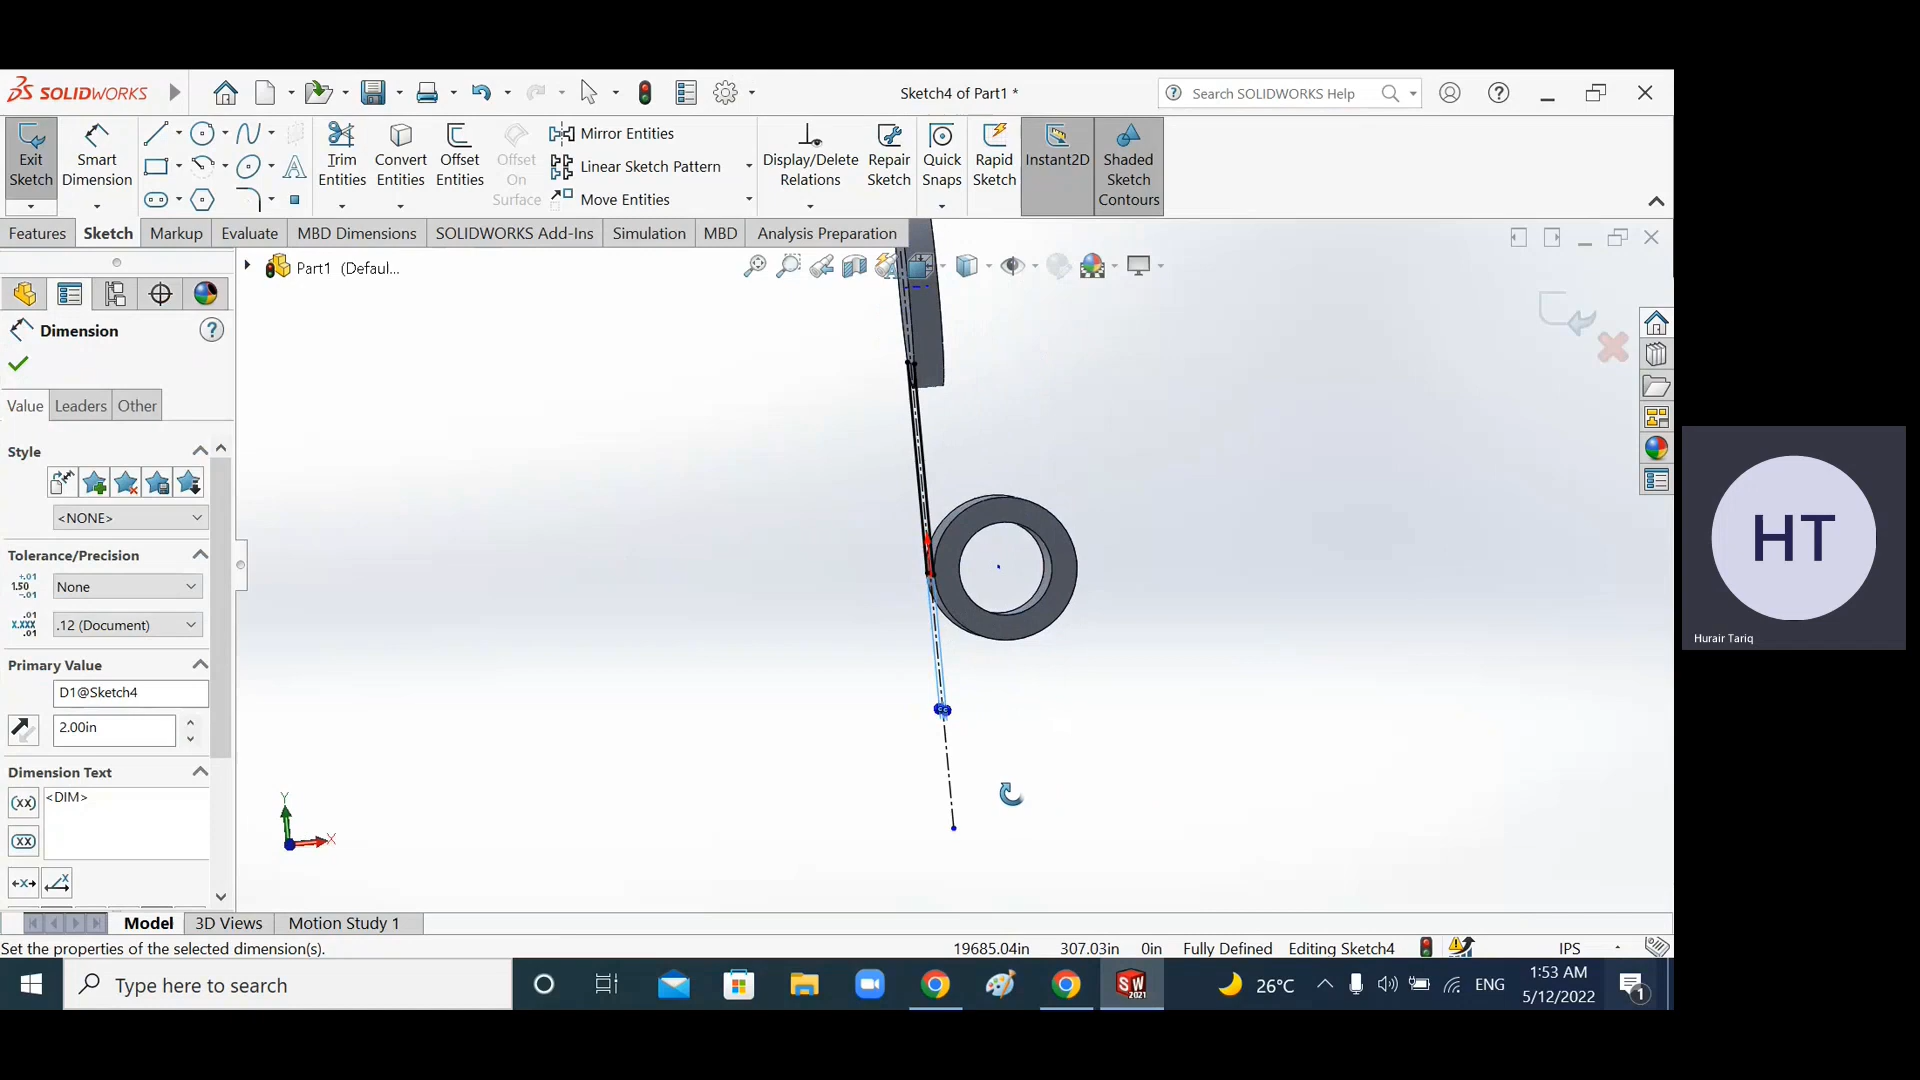 SOLIDWORKS
Sketch4 of Part1 *
Search SOLIDWORKS Help
Exit Sketch
Smart Dimension
Trim Entities
Convert Entities
Offset Entities
Offset On Surface
Mirror Entities
Linear Sketch Pattern
Move Entities
Display/Delete Relations
Repair Sketch
Quick Snaps
Rapid Sketch
Instant2D
Shaded Sketch Contours
Features
Sketch
Markup
Evaluate
MBD Dimensions
SOLIDWORKS Add-Ins
Simulation
MBD
Analysis Preparation
Part1 (Defaul...
Dimension
Value
Leaders
Other
Style
<NONE>
Tolerance/Precision
None
.12 (Document)
Primary Value
D1@Sketch4
2.00in
Dimension Text
<DIM>
(xx)
Y
X
HT
Hurair Tariq
Model
3D Views
Motion Study 1
Set the properties of the selected dimension(s).
19685.04in
307.03in
0in
Fully Defined
Editing Sketch4
IPS
Type here to search
SW
2021
26°C
ENG
1:53 AM
5/12/2022
1